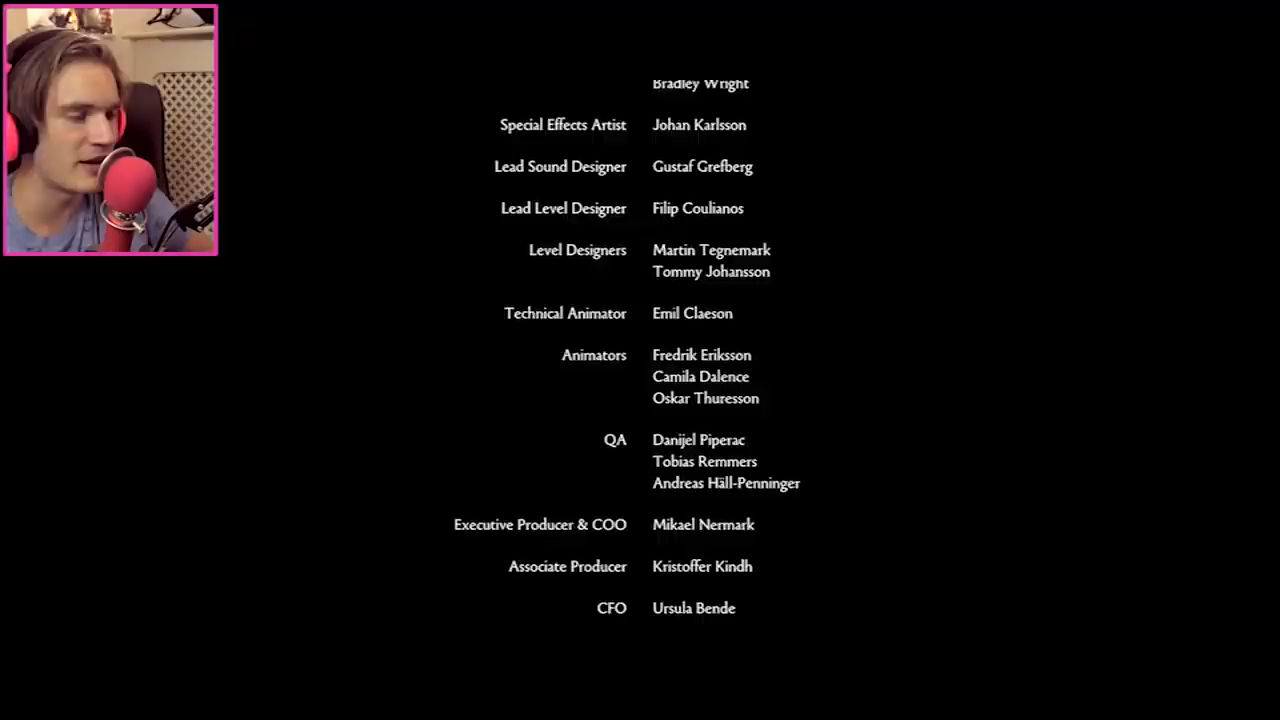 Bradley Wright
Special Effects Artist Johan Karlsson
Lead Sound Designer Gustaf Grefberg
Lead Level Designer Filip Coulianos
Level Designers Martin Tegnemark
Tommy Johansson
Technical Animator Emil Claeson
Animators Fredrik Eriksson
Camila Dalence
Oskar Thuresson
QA Danijel Piperac
Tobias Remmers
Andreas Häll-Penninger
Executive Producer & COO Mikael Nermark
Associate Producer Kristoffer Kindh
CFO Ursula Bende